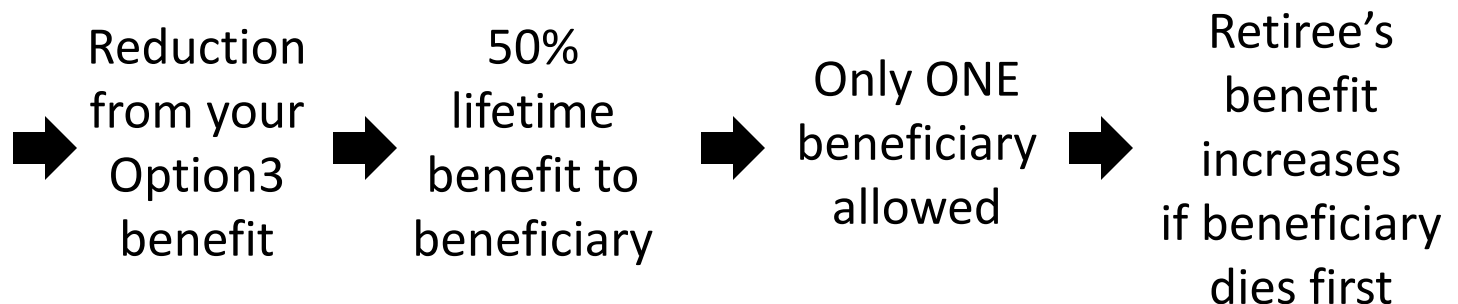 Reduction
from your
Option3
benefit
50%
lifetime
benefit to
beneficiary
Only ONE
beneficiary
allowed
Retiree’s
benefit
increases
if beneficiary
dies first